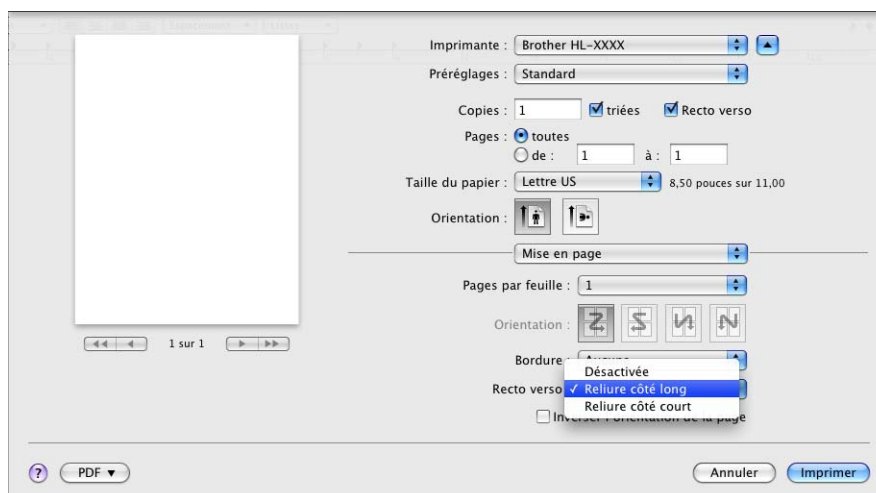 Imprimante : Brother HL-XXXX
Préréglages : Standard
Copies : 1 triées Recto verso
Pages : toutes
de : 1 à : 1
Taille du papier : Lettre US 8,50 pouces sur 11,00
Orientation :
Mise en page
Pages par feuille : 1
Orientation :
1 sur 1
Bordure :
Désactivée
Recto verso ✓ Reliure côté long
Reliure côté court
? PDF ▼ Annuler Imprimer